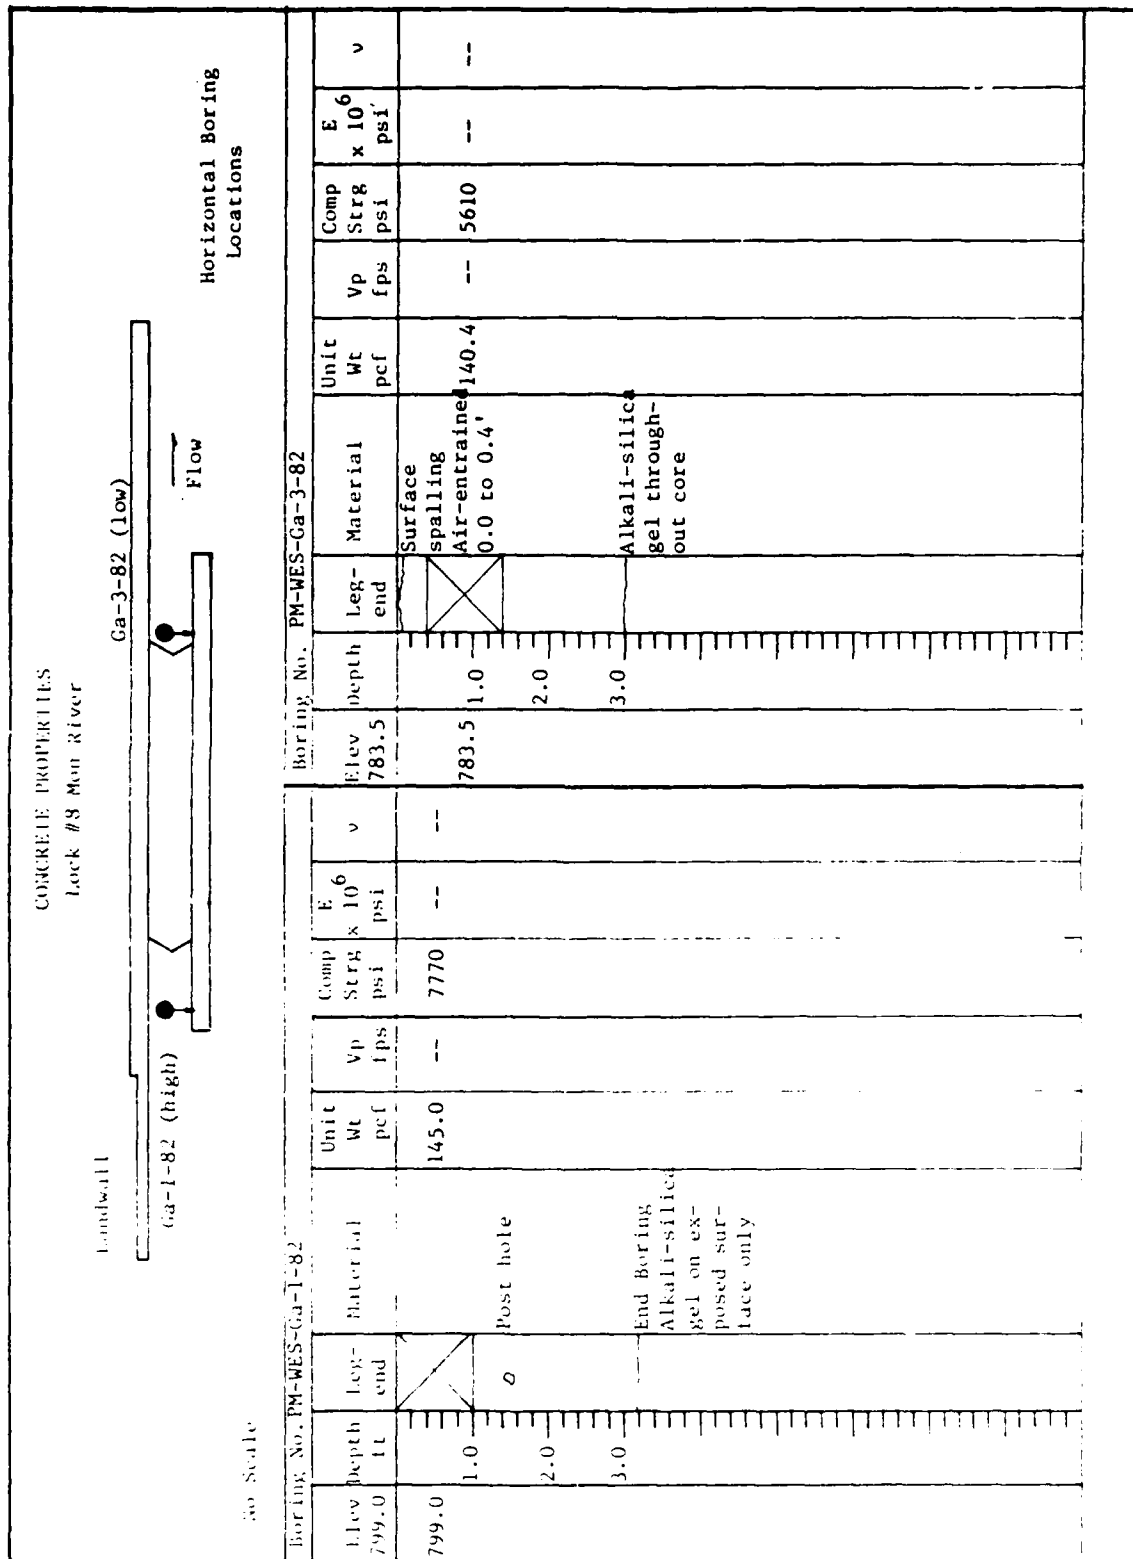 CONCRETE PROPERTIES
Lock #8 Mon River
Landwall
Ga-3-82 (low)
Ga-1-82 (high)
Flow
No Scale
Horizontal Boring
Locations
Boring No. PM-WES-Ga-1-82
Elev
799.0
Depth
ft
Leg-
end
Material
Unit
Wt
pcf
Vp
fps
Comp
Strg
psi
E
x 10⁶
psi
ν
799.0
1.0
2.0
3.0
Post hole
End Boring
Alkali-silica
gel on ex-
posed sur-
face only
145.0
--
7770
--
--
Boring No. PM-WES-Ga-3-82
Elev
783.5
Depth
Leg-
end
Material
Unit
Wt
pcf
Vp
fps
Comp
Strg
psi
E
x 10⁶
psi
ν
783.5
1.0
2.0
3.0
Surface
spalling
Air-entrained
0.0 to 0.4'
Alkali-silica
gel through-
out core
140.4
--
5610
--
--